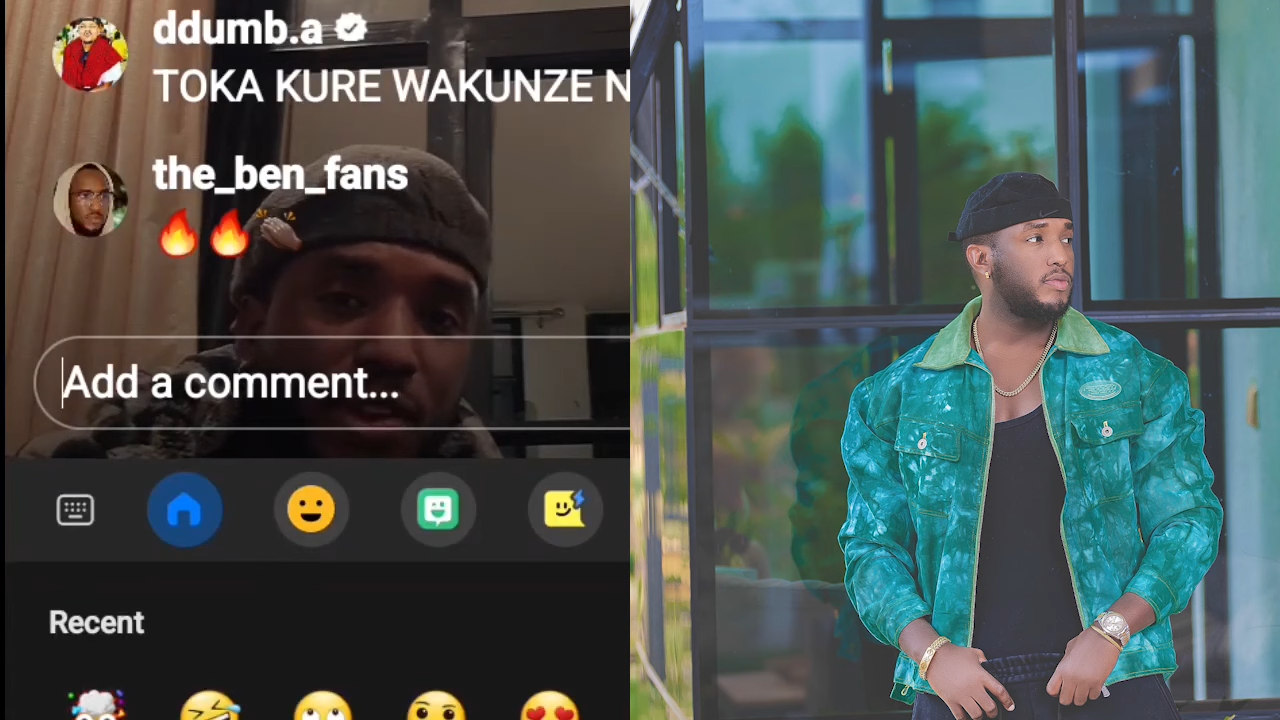 ddumb.a
TOKA KURE WAKUNZE N
the_ben_fans
Add a comment...
Recent